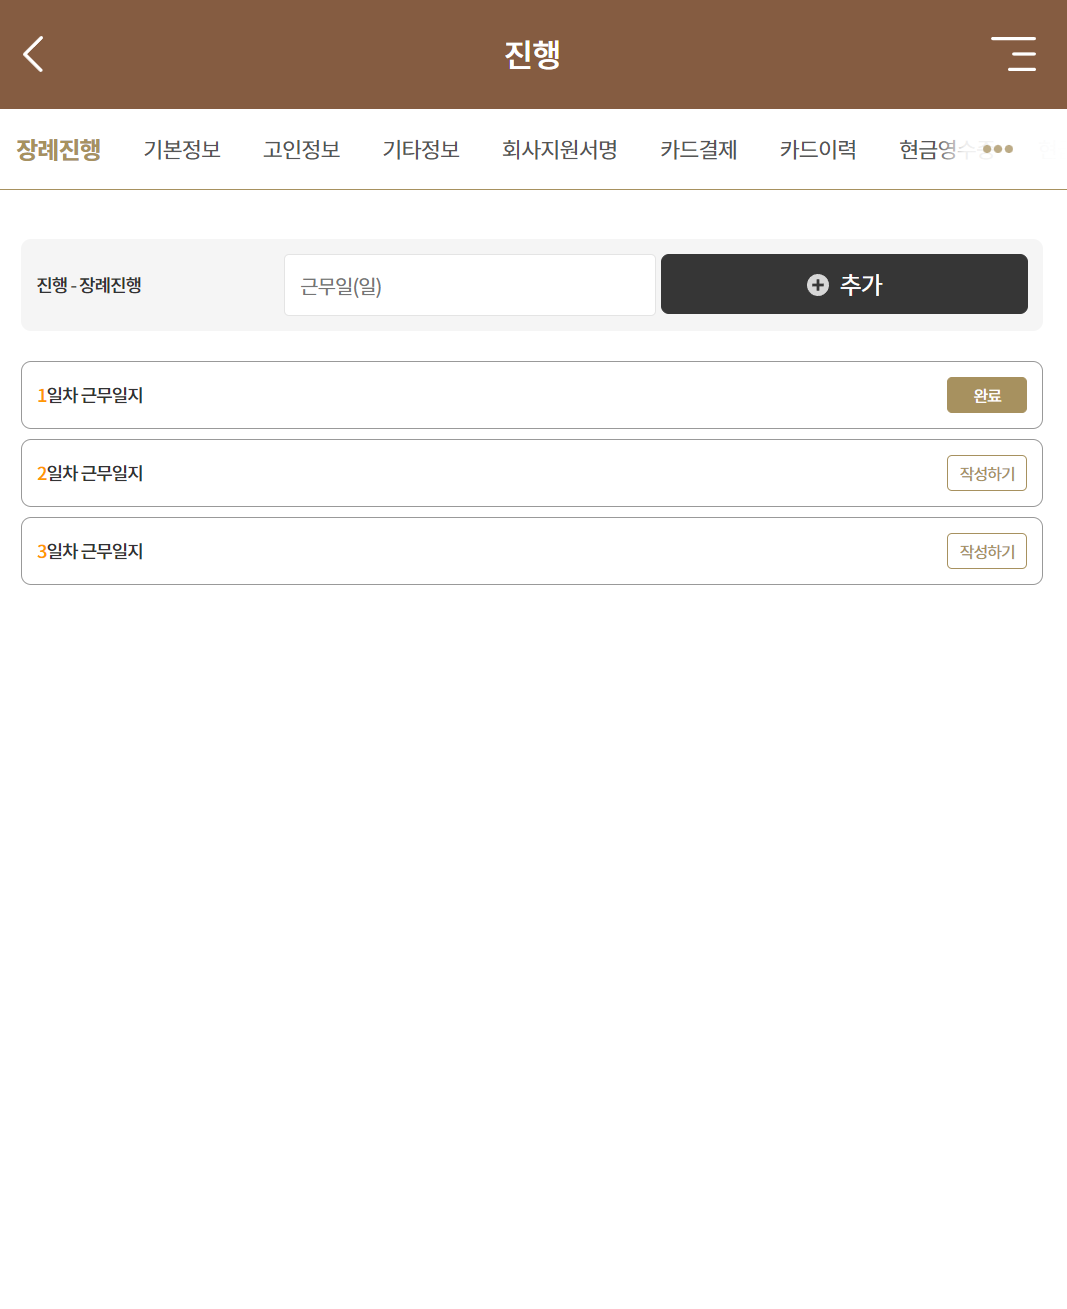 진행
장례진행 기본정보 고인정보 기타정보 회사지원서명 카드결제 카드이력 현금영수
진행 - 장례진행 근무일(일) 추가
1일차 근무일지 완료
2일차 근무일지 작성하기
3일차 근무일지 작성하기